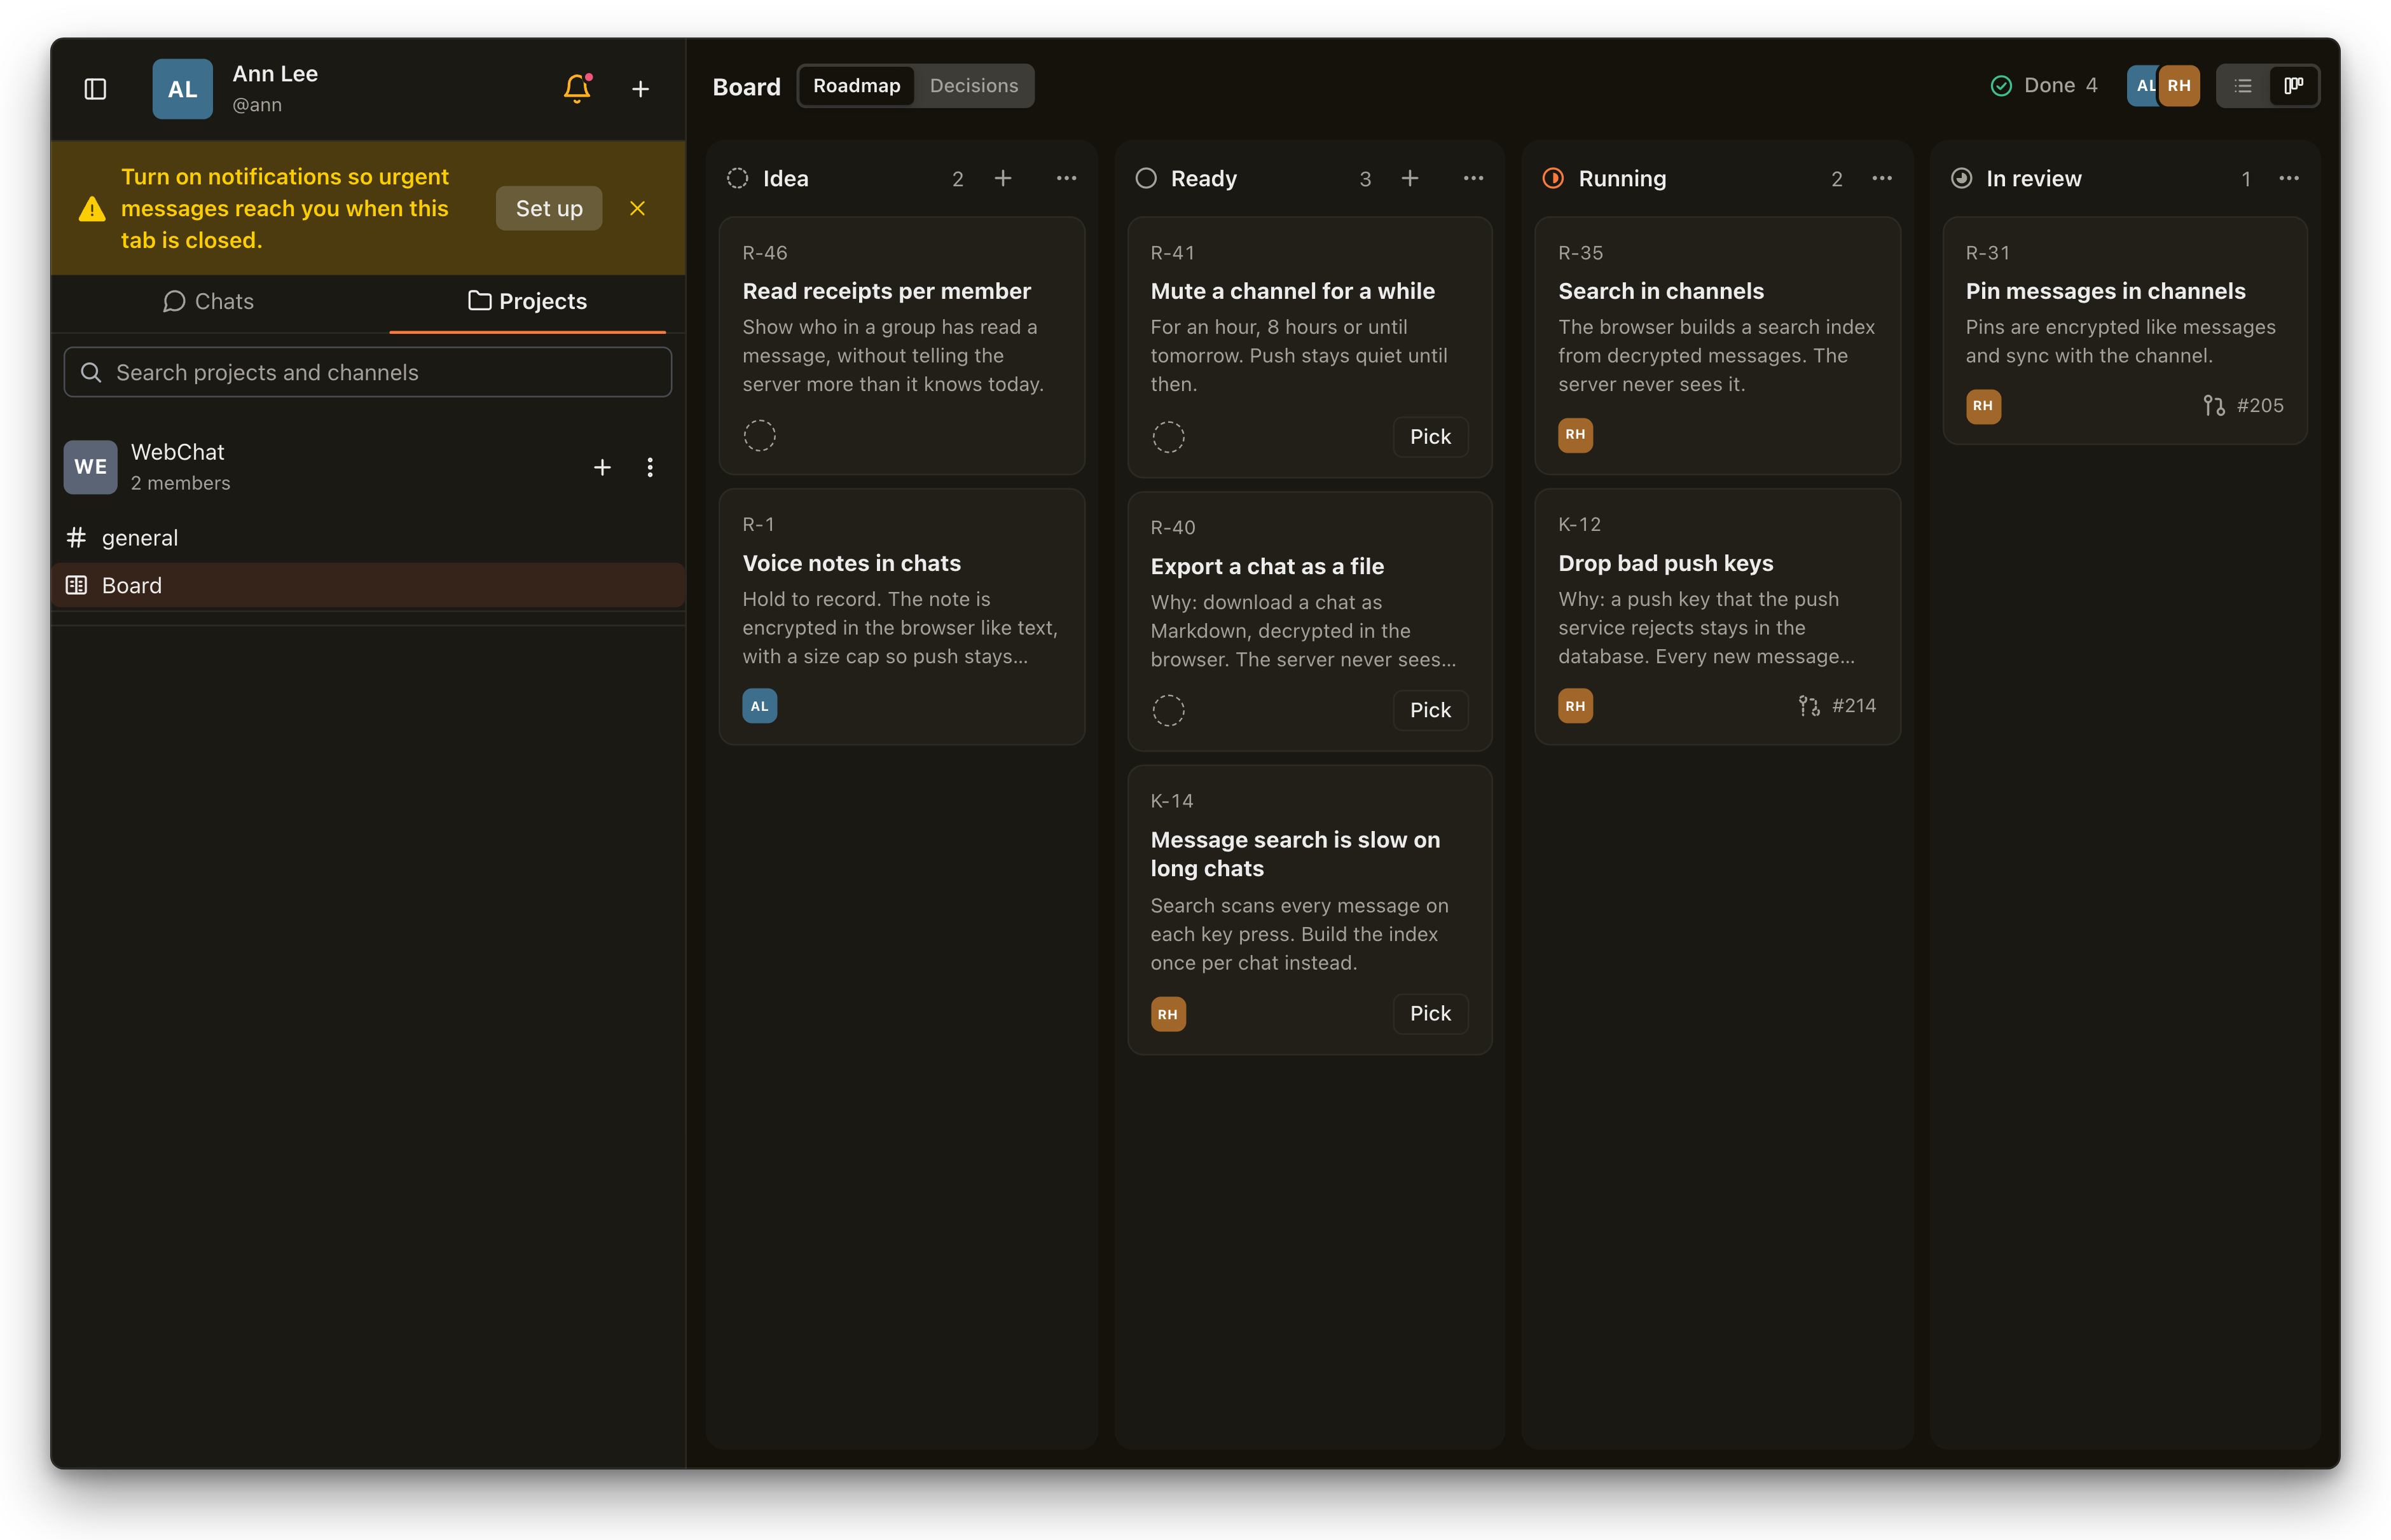 AL
Ann Lee
@ann
Turn on notifications so urgent
messages reach you when this
tab is closed.
Set up
Chats
Projects
Search projects and channels
WE
WebChat
2 members
general
Board
Board
Roadmap
Decisions
Done 4
AL
RH
Idea
2
R-46
Read receipts per member
Show who in a group has read a
message, without telling the
server more than it knows today.
R-1
Voice notes in chats
Hold to record. The note is
encrypted in the browser like text,
with a size cap so push stays...
AL
Ready
3
R-41
Mute a channel for a while
For an hour, 8 hours or until
tomorrow. Push stays quiet until
then.
Pick
R-40
Export a chat as a file
Why: download a chat as
Markdown, decrypted in the
browser. The server never sees...
Pick
K-14
Message search is slow on
long chats
Search scans every message on
each key press. Build the index
once per chat instead.
RH
Pick
Running
2
R-35
Search in channels
The browser builds a search index
from decrypted messages. The
server never sees it.
RH
K-12
Drop bad push keys
Why: a push key that the push
service rejects stays in the
database. Every new message...
RH
#214
In review
1
R-31
Pin messages in channels
Pins are encrypted like messages
and sync with the channel.
RH
#205